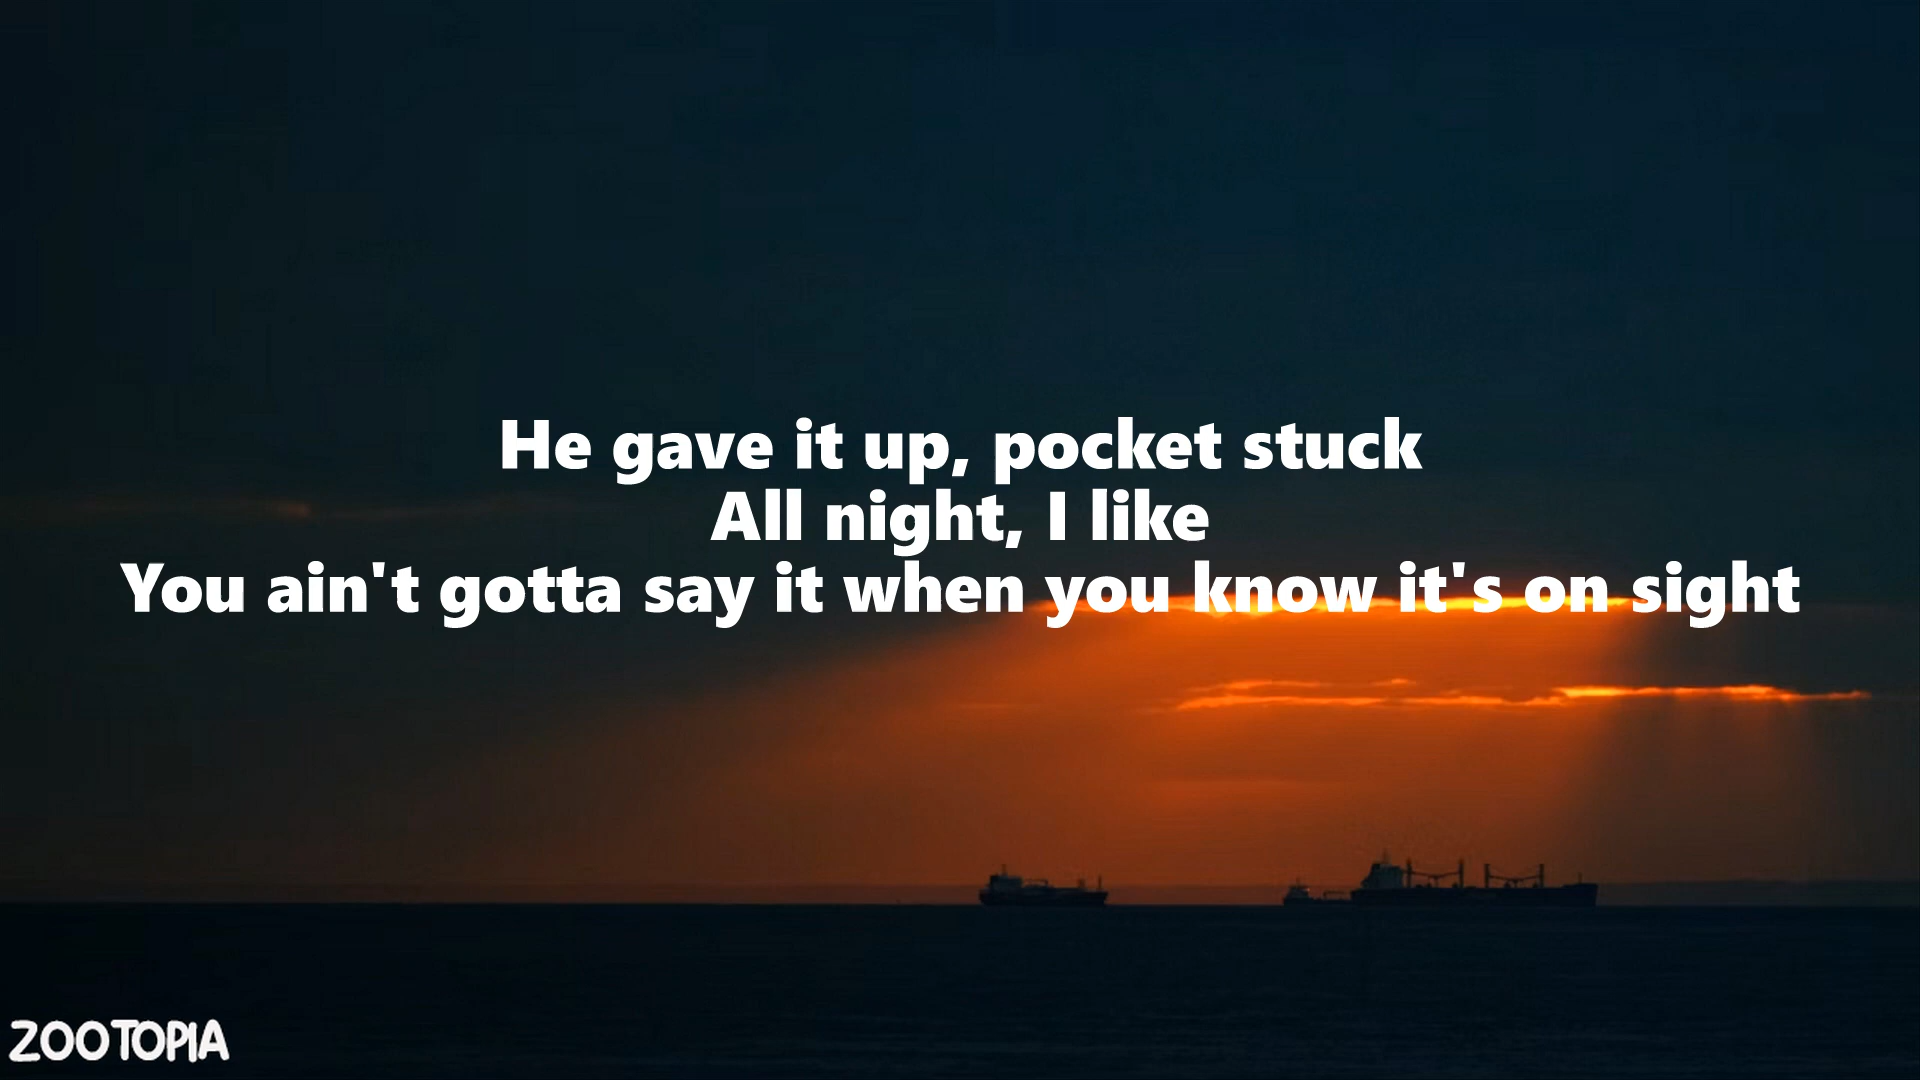 He gave it up, pocket stuck
All night, I like
You ain't gotta say it when you know it's on sight
ZOOTOPIA